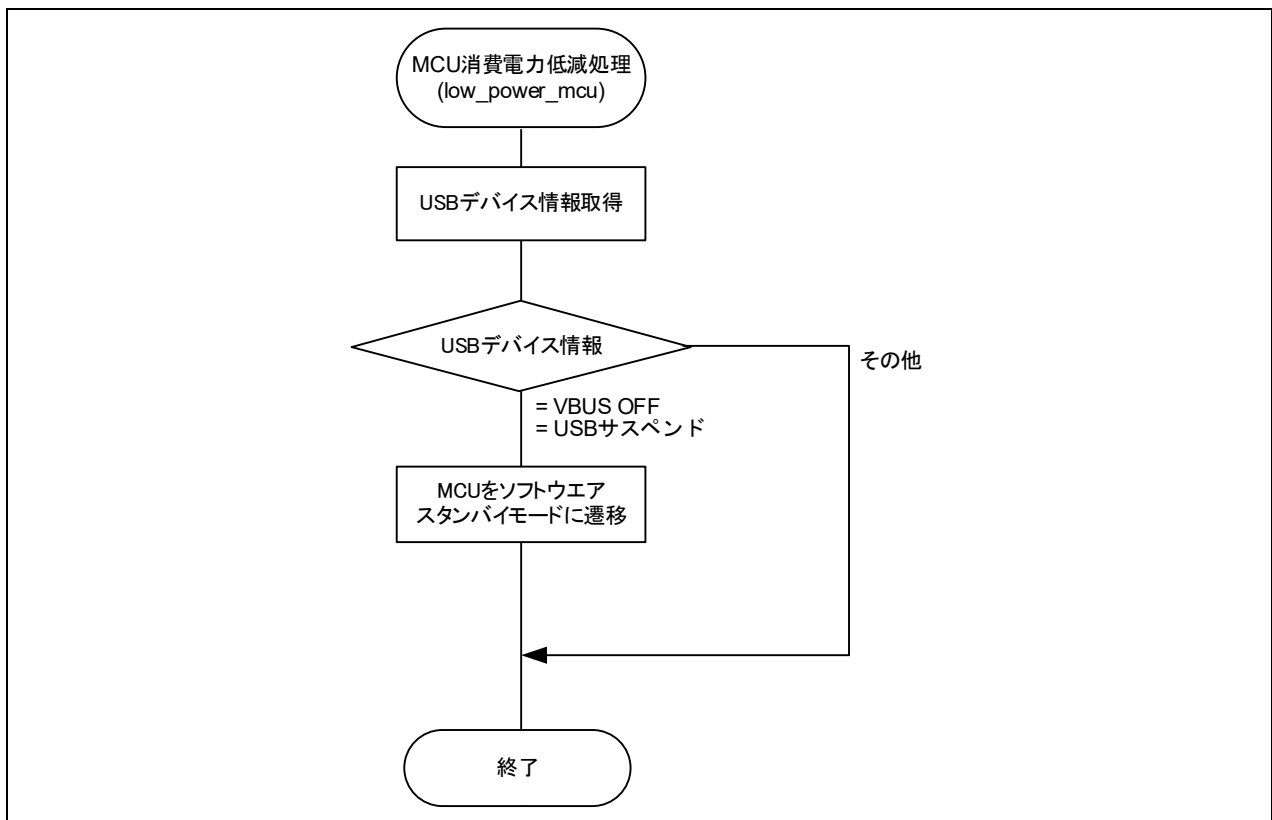 MCU消費電力低減処理
(low_power_mcu)
USBデバイス情報取得
USBデバイス情報
その他
= VBUS OFF
= USBサスペンド
MCUをソフトウエア
スタンバイモードに遷移
終了